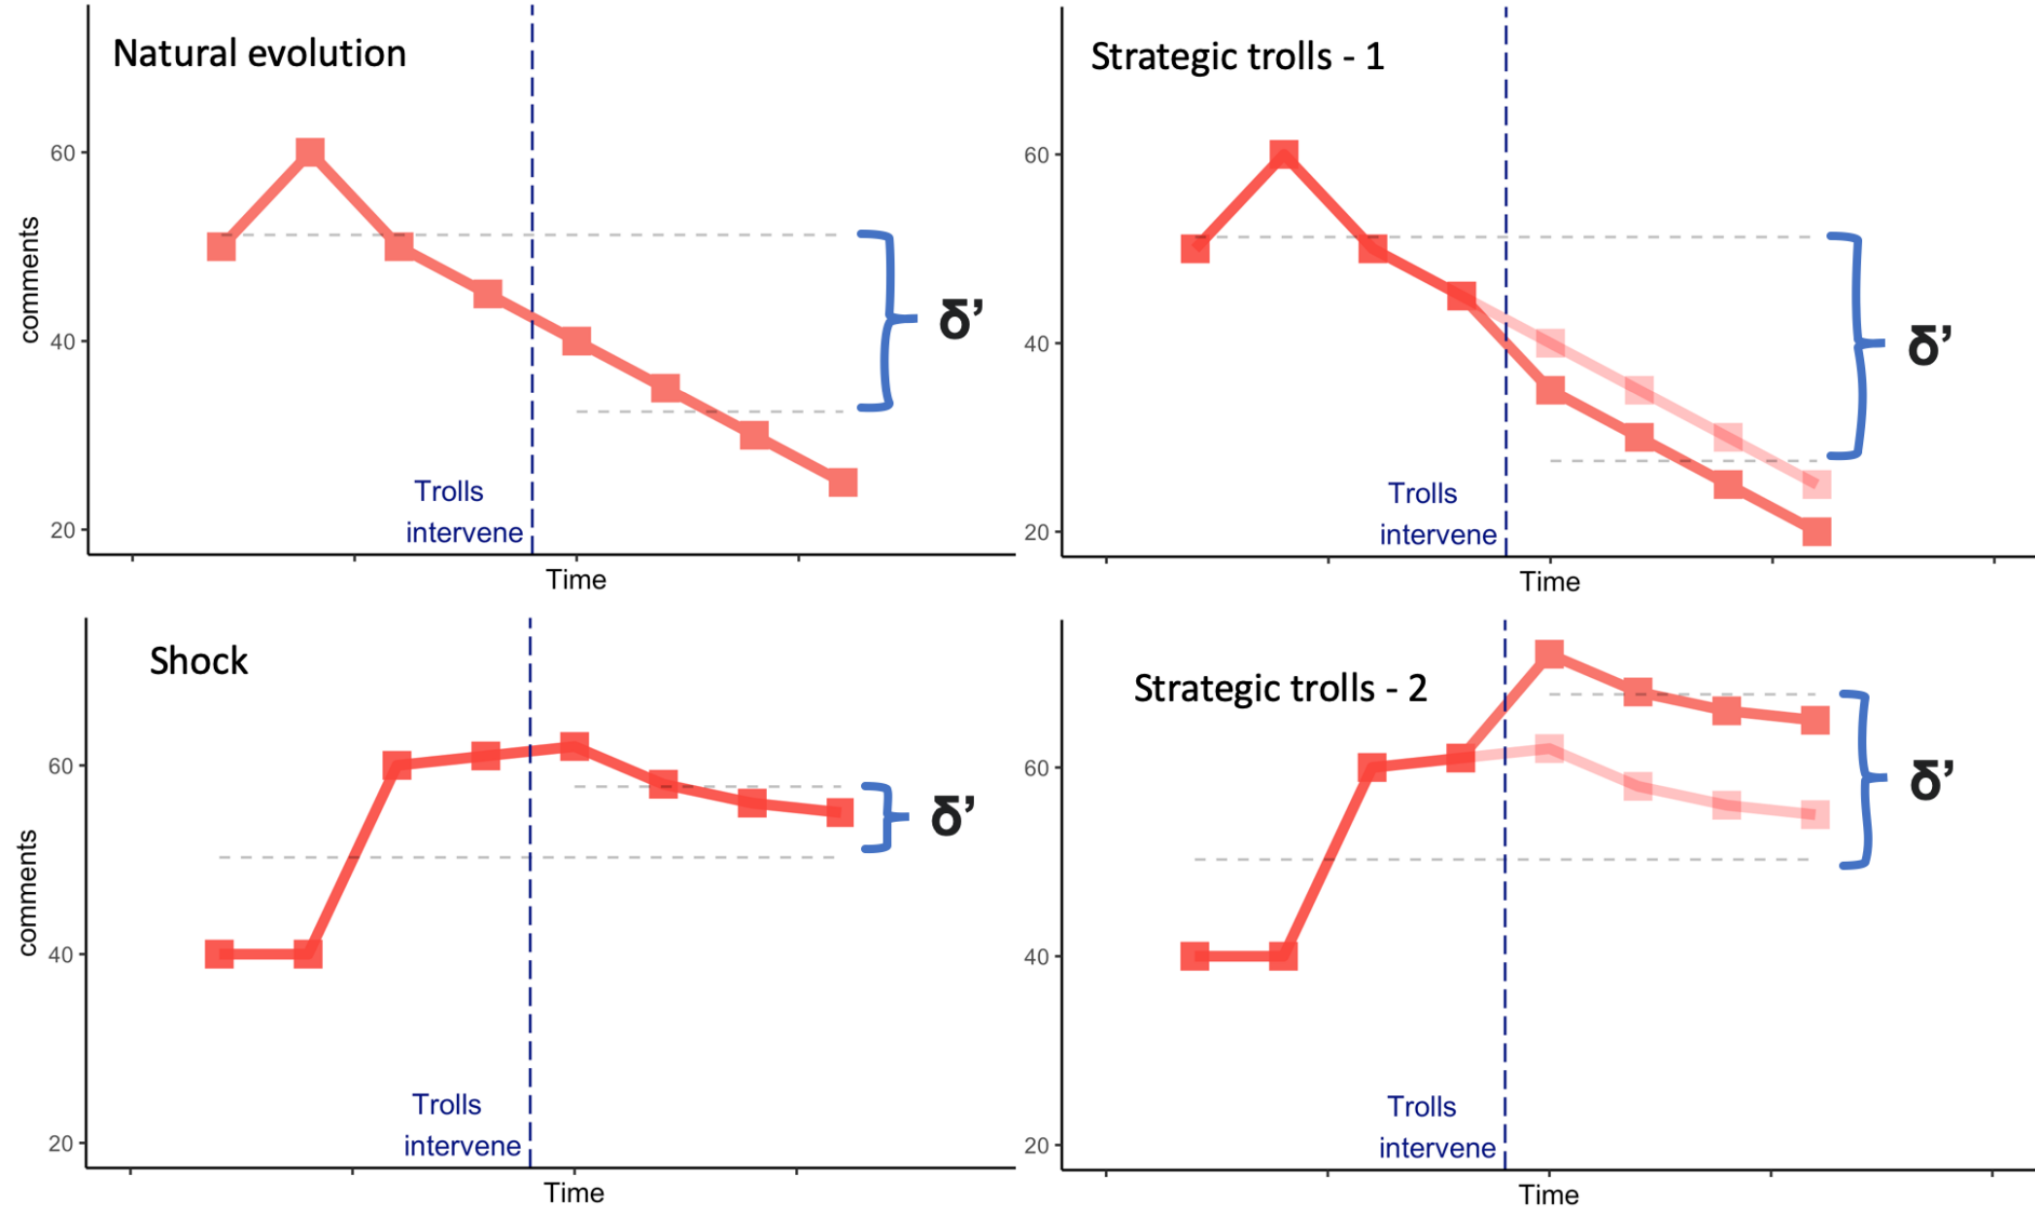 Natural evolution
comments
60
40
20
Trolls
intervene
δ’
Time
Strategic trolls - 1
60
40
20
Trolls
intervene
δ’
Time
Shock
comments
60
40
20
Trolls
intervene
δ’
Time
Strategic trolls - 2
60
40
20
Trolls
intervene
δ’
Time